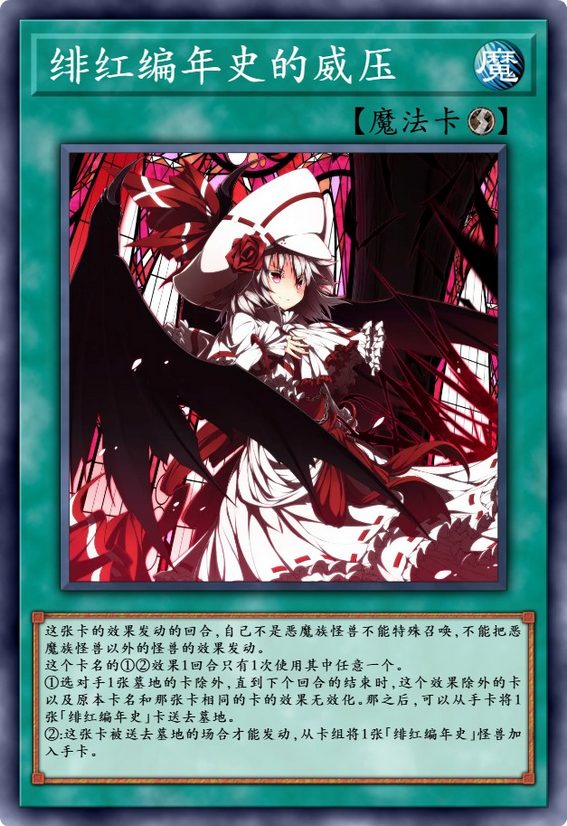 绯红编年史的威压
魔
【魔法卡】
这张卡的效果发动的回合,自己不是恶魔族怪兽不能特殊召唤,不能把恶
魔族怪兽以外的怪兽的效果发动。
这个卡名的①②效果1回合只有1次使用其中任意一个。
①选对手1张墓地的卡除外,直到下个回合的结束时,这个效果除外的卡
以及原本卡名和那张卡相同的卡的效果无效化。那之后,可以从手卡将1
张「绯红编年史」卡送去墓地。
②:这张卡被送去墓地的场合才能发动,从卡组将1张「绯红编年史」怪兽加
入手卡。